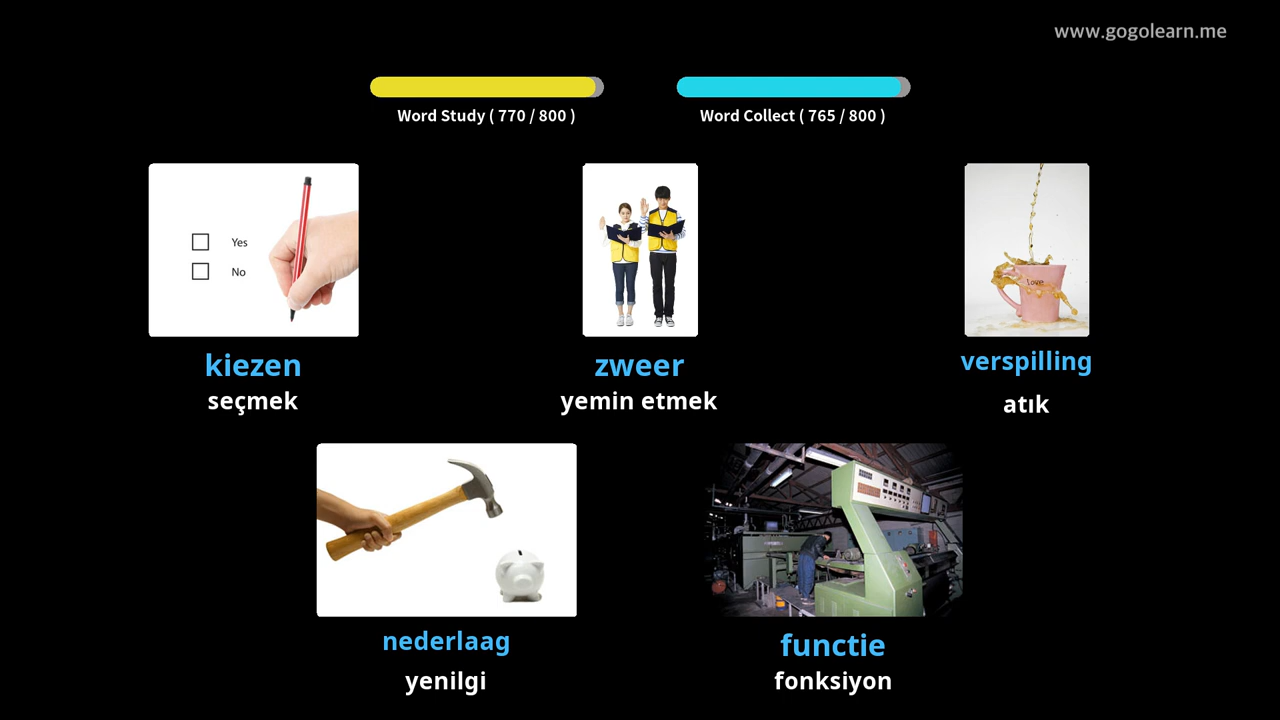 www.gogolearn.me
Word Study ( 770 / 800 )
Word Collect ( 765 / 800 )
Yes
No
Love
kiezen
seçmek
zweer
yemin etmek
verspilling
atık
nederlaag
yenilgi
functie
fonksiyon